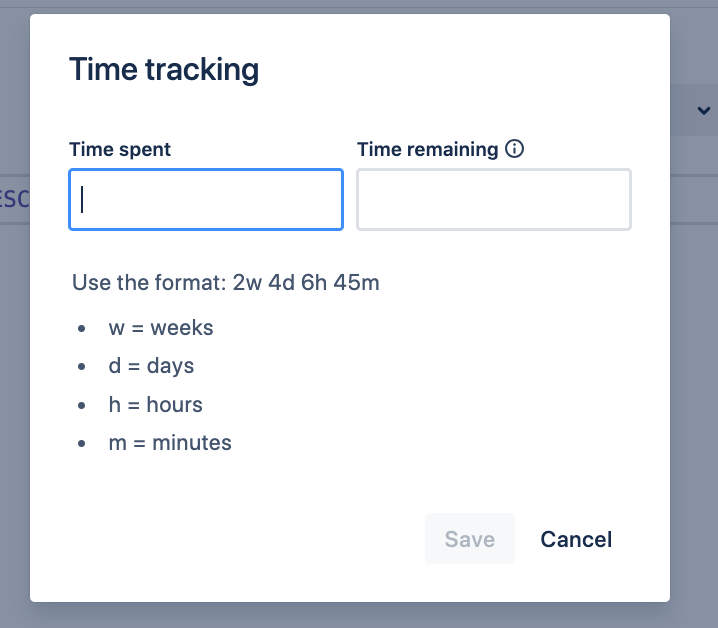 Time tracking
Time spent
Time remaining
ESC
Use the format: 2w 4d 6h 45m
• w = weeks
• d = days
• h = hours
• m = minutes
Save Cancel